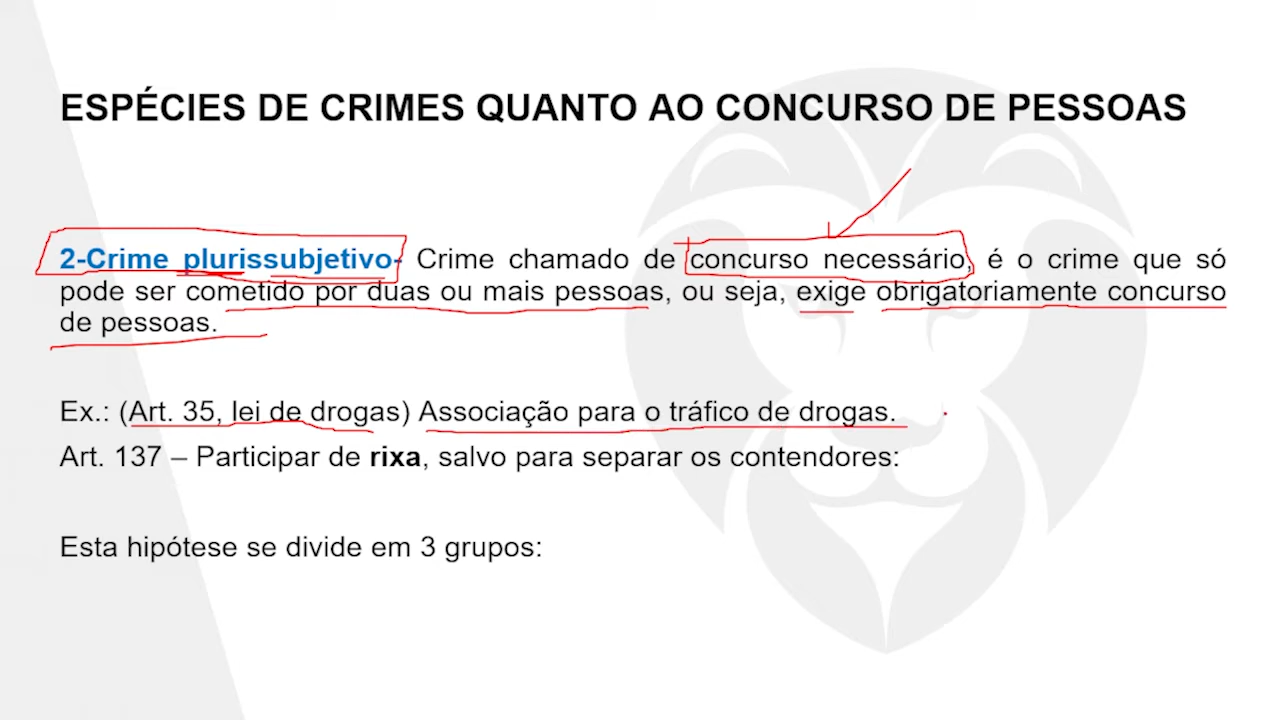 ESPÉCIES DE CRIMES QUANTO AO CONCURSO DE PESSOAS
2-Crime plurissubjetivo- Crime chamado de concurso necessário, é o crime que só
pode ser cometido por duas ou mais pessoas, ou seja, exige obrigatoriamente concurso
de pessoas.
Ex.: (Art. 35, lei de drogas) Associação para o tráfico de drogas.
Art. 137 – Participar de rixa, salvo para separar os contendores:
Esta hipótese se divide em 3 grupos: